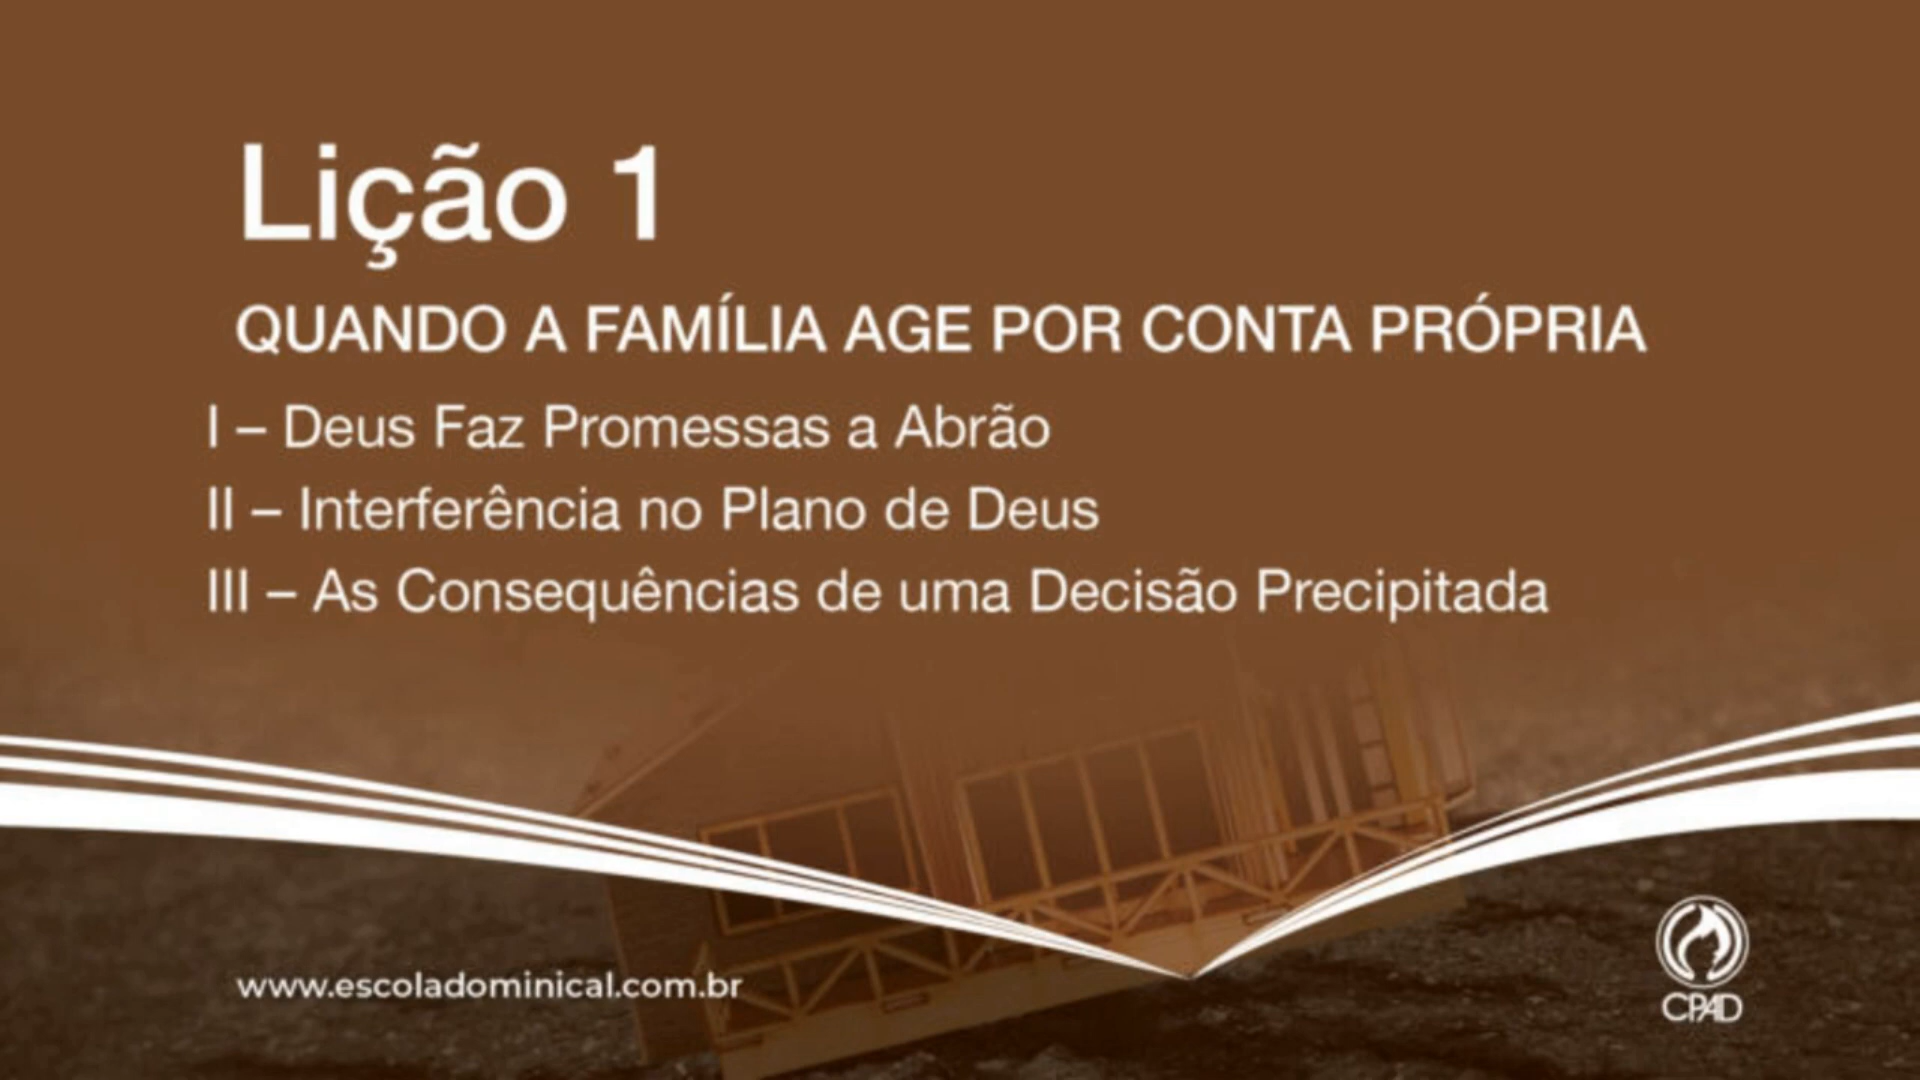 Lição 1
QUANDO A FAMÍLIA AGE POR CONTA PRÓPRIA
I – Deus Faz Promessas a Abrão
II – Interferência no Plano de Deus
III – As Consequências de uma Decisão Precipitada
www.escoladominical.com.br
CPAD